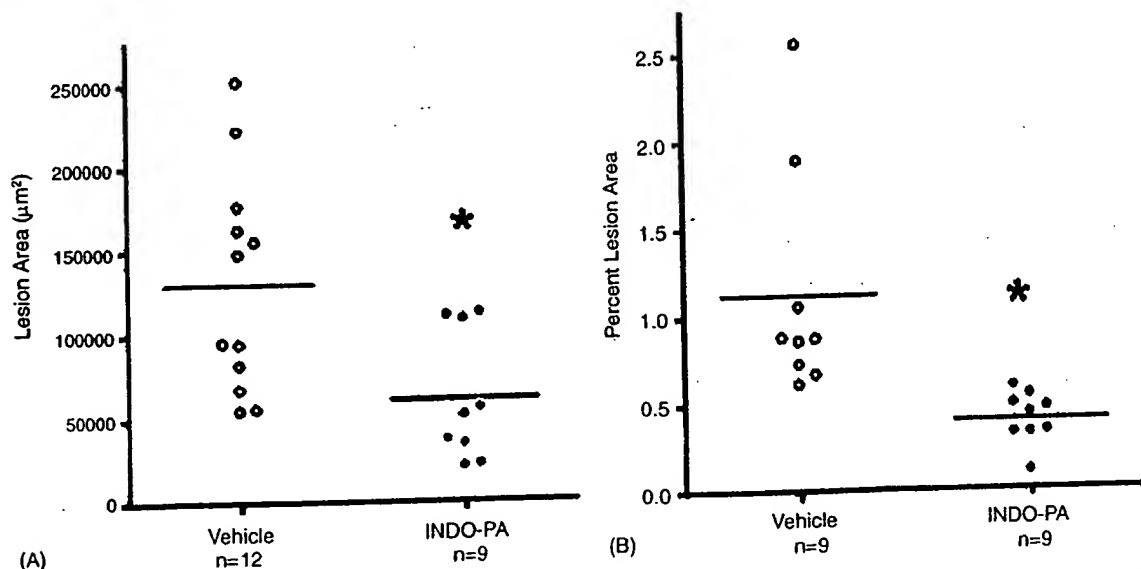 Lesion Area (µm²)
250000
200000
150000
100000
50000
0
*
Vehicle
n=12
INDO-PA
n=9
(A)
Percent Lesion Area
2.5
2.0
1.5
1.0
0.5
0.0
*
Vehicle
n=9
INDO-PA
n=9
(B)